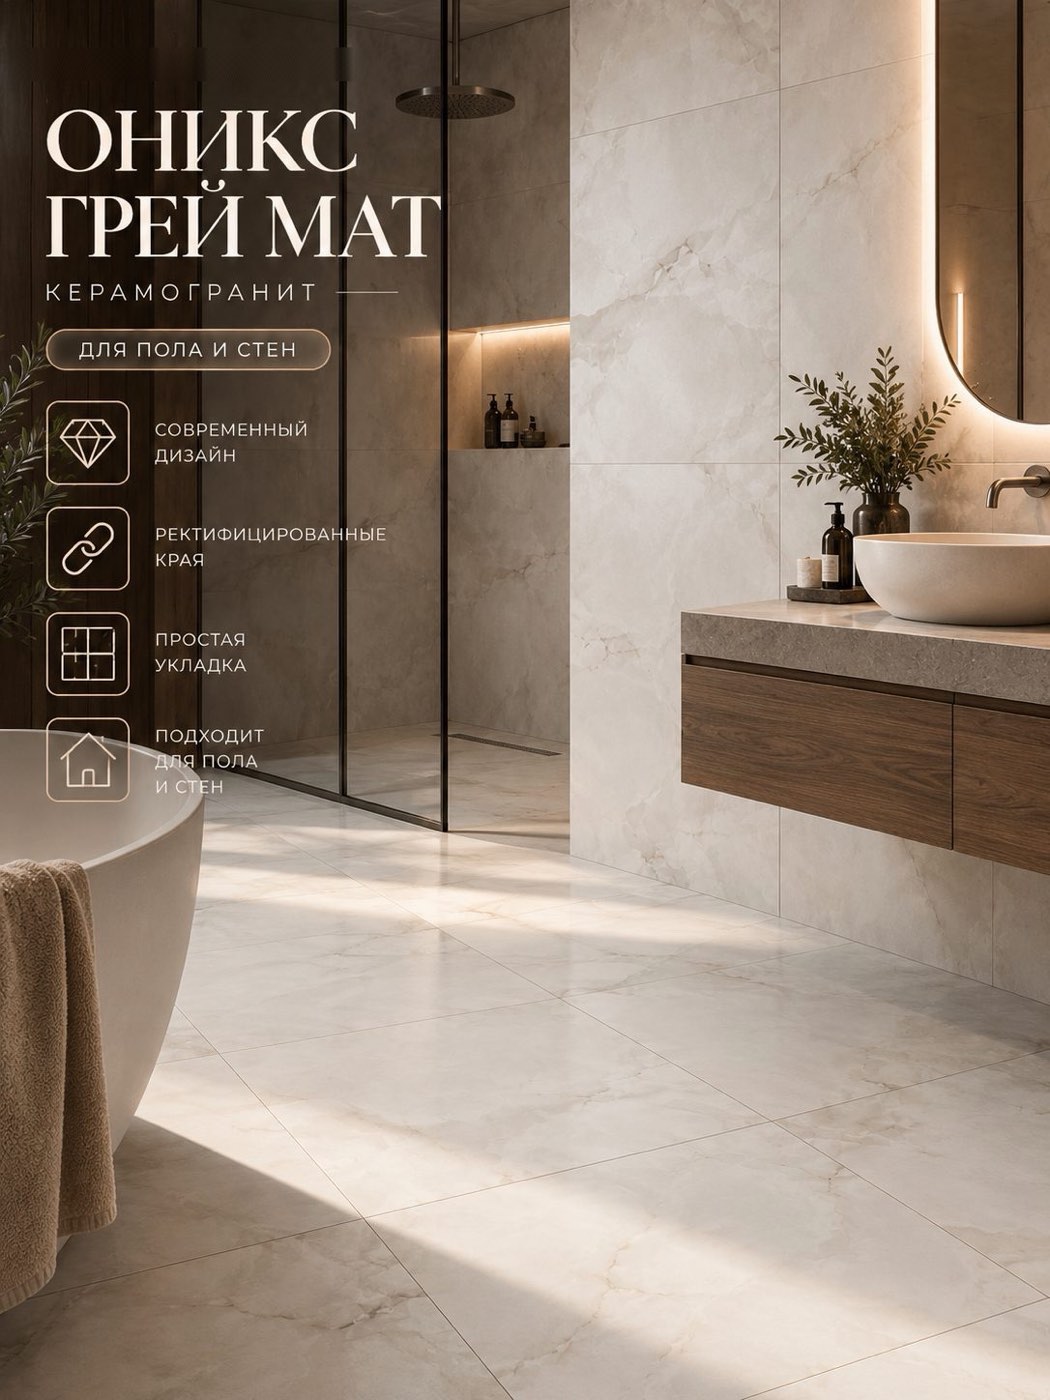 ОНИКС
ГРЕЙ МАТ
КЕРАМОГРАНИТ
ДЛЯ ПОЛА И СТЕН
СОВРЕМЕННЫЙ
ДИЗАЙН
РЕКТИФИЦИРОВАННЫЕ
КРАЯ
ПРОСТАЯ
УКЛАДКА
ПОДХОДИТ
ДЛЯ ПОЛА
И СТЕН